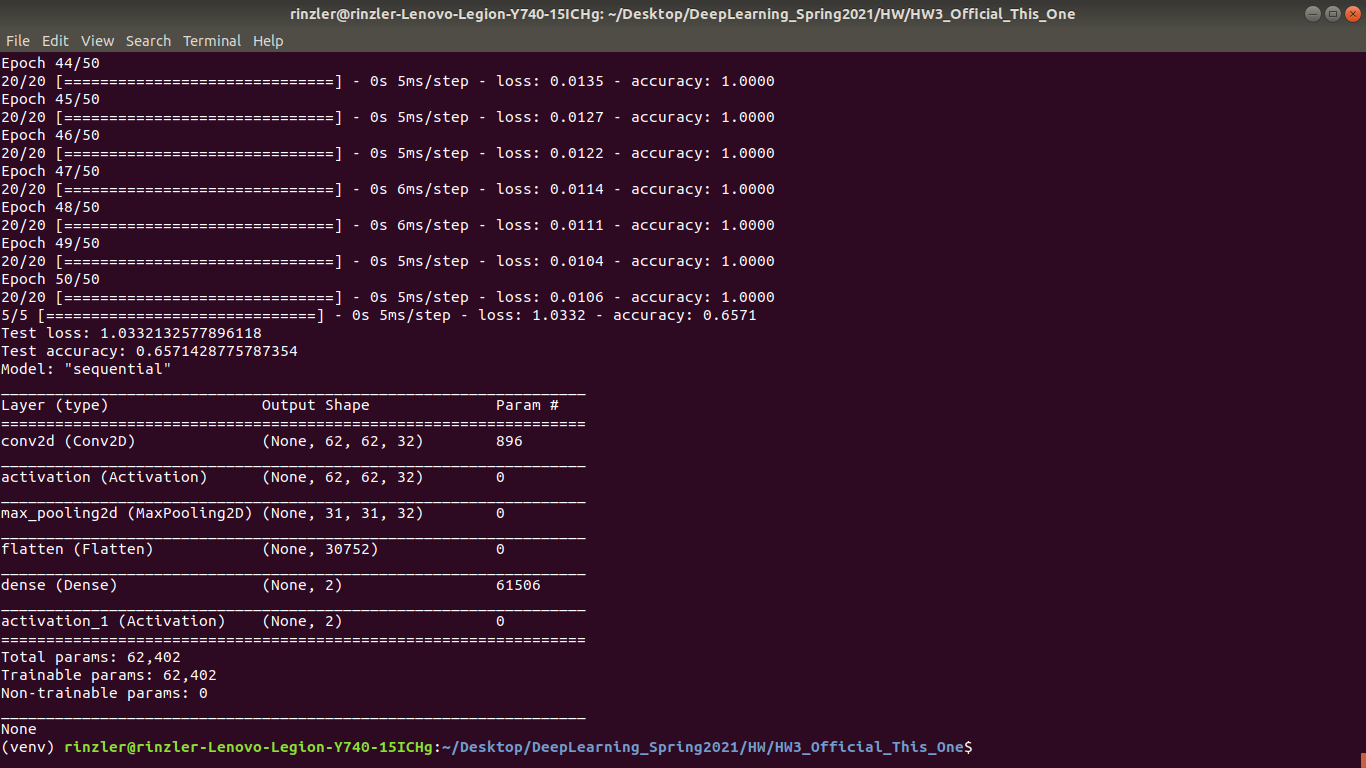 rinzler@rinzler-Lenovo-Legion-Y740-15ICHg: ~/Desktop/DeepLearning_Spring2021/HW/HW3_Official_This_One
File Edit View Search Terminal Help
Epoch 44/50
20/20 [==============================] - 0s 5ms/step - loss: 0.0135 - accuracy: 1.0000
Epoch 45/50
20/20 [==============================] - 0s 5ms/step - loss: 0.0127 - accuracy: 1.0000
Epoch 46/50
20/20 [==============================] - 0s 5ms/step - loss: 0.0122 - accuracy: 1.0000
Epoch 47/50
20/20 [==============================] - 0s 6ms/step - loss: 0.0114 - accuracy: 1.0000
Epoch 48/50
20/20 [==============================] - 0s 6ms/step - loss: 0.0111 - accuracy: 1.0000
Epoch 49/50
20/20 [==============================] - 0s 5ms/step - loss: 0.0104 - accuracy: 1.0000
Epoch 50/50
20/20 [==============================] - 0s 5ms/step - loss: 0.0106 - accuracy: 1.0000
5/5 [==============================] - 0s 5ms/step - loss: 1.0332 - accuracy: 0.6571
Test loss: 1.0332132577896118
Test accuracy: 0.6571428775787354
Model: "sequential"
_________________________________________________________________
Layer (type)                 Output Shape              Param #
=================================================================
conv2d (Conv2D)              (None, 62, 62, 32)        896
_________________________________________________________________
activation (Activation)      (None, 62, 62, 32)        0
_________________________________________________________________
max_pooling2d (MaxPooling2D) (None, 31, 31, 32)        0
_________________________________________________________________
flatten (Flatten)            (None, 30752)             0
_________________________________________________________________
dense (Dense)                (None, 2)                 61506
_________________________________________________________________
activation_1 (Activation)    (None, 2)                 0
=================================================================
Total params: 62,402
Trainable params: 62,402
Non-trainable params: 0
_________________________________________________________________
None
(venv) rinzler@rinzler-Lenovo-Legion-Y740-15ICHg:~/Desktop/DeepLearning_Spring2021/HW/HW3_Official_This_One$